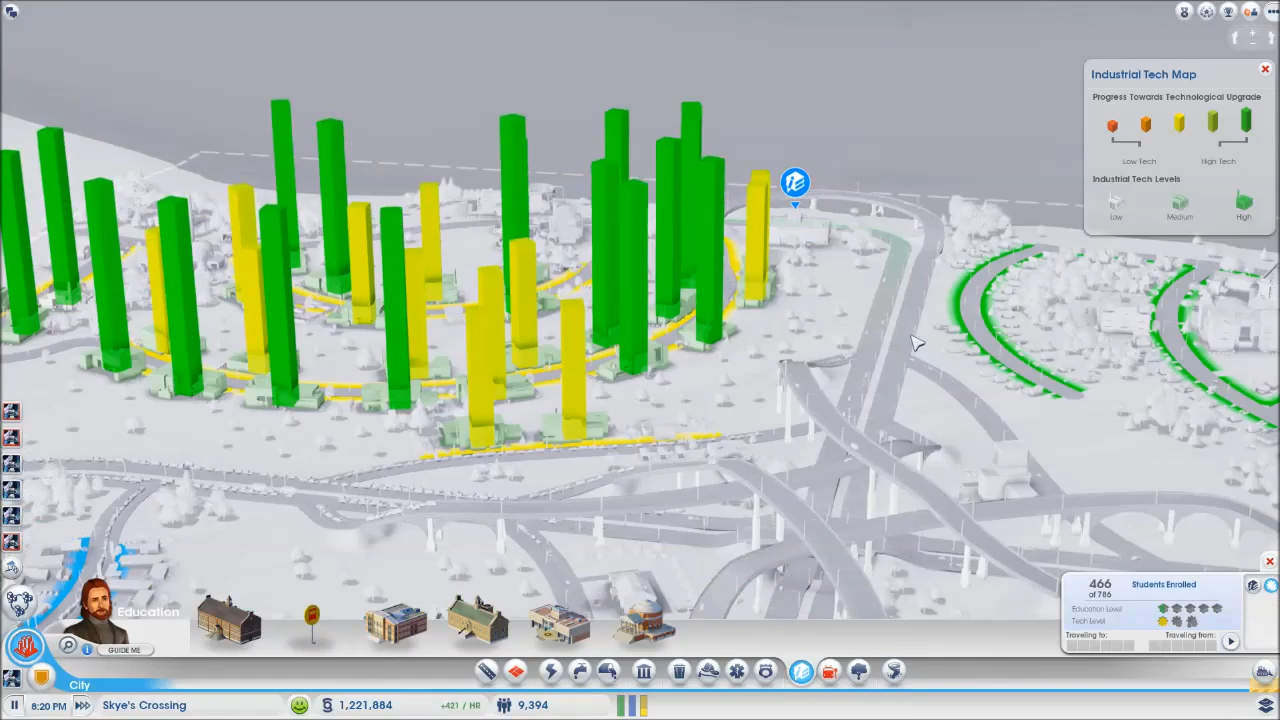 Industrial Tech Map
Progress Towards Technological Upgrade
Low Tech
High Tech
Industrial Tech Levels
Low
Medium
High
466
of 786
Students Enrolled
Education Level
Tech Level
Traveling to:
Traveling from:
Education
GUIDE ME
City
8:20 PM
Skye's Crossing
1,221,884
+421 / HR
9,394